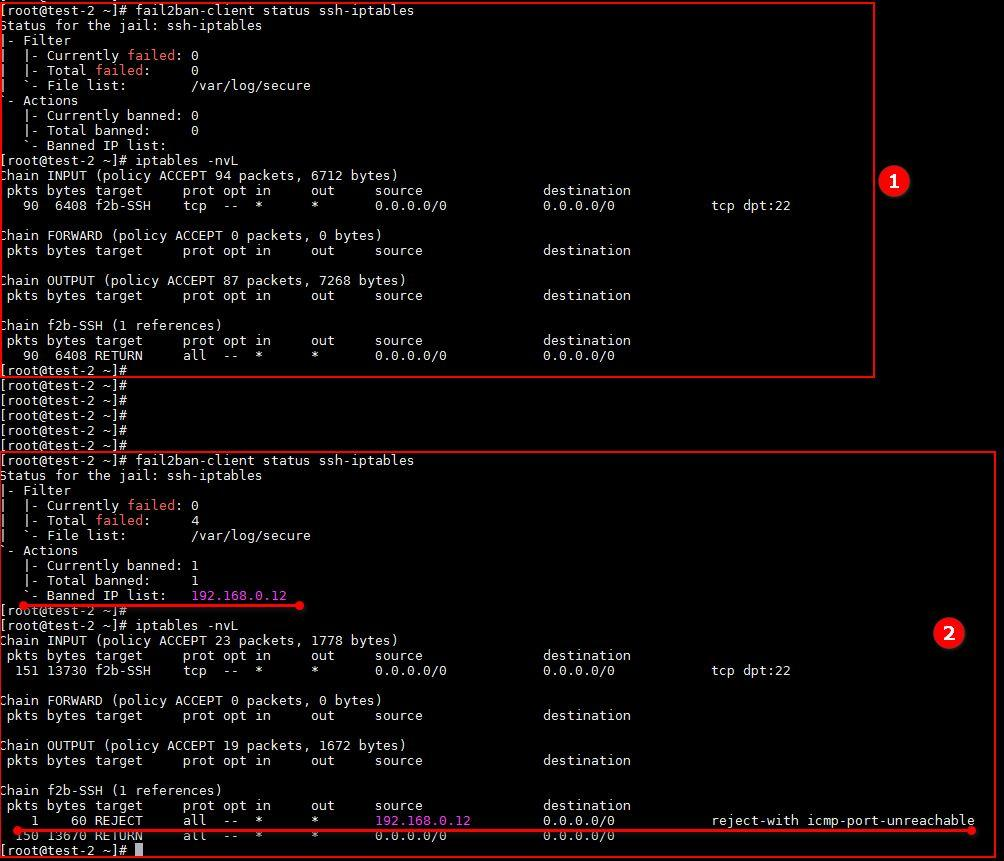 [root@test-2 ~]# fail2ban-client status ssh-iptables
Status for the jail: ssh-iptables
|- Filter
|  |- Currently failed: 0
|  |- Total failed:     0
|  `- File list:        /var/log/secure
`- Actions
   |- Currently banned: 0
   |- Total banned:     0
   `- Banned IP list:
[root@test-2 ~]# iptables -nvL
Chain INPUT (policy ACCEPT 94 packets, 6712 bytes)
 pkts bytes target     prot opt in     out     source               destination
   90  6408 f2b-SSH    tcp  --  *      *       0.0.0.0/0            0.0.0.0/0            tcp dpt:22
1
Chain FORWARD (policy ACCEPT 0 packets, 0 bytes)
 pkts bytes target     prot opt in     out     source               destination
Chain OUTPUT (policy ACCEPT 87 packets, 7268 bytes)
 pkts bytes target     prot opt in     out     source               destination
Chain f2b-SSH (1 references)
 pkts bytes target     prot opt in     out     source               destination
   90  6408 RETURN     all  --  *      *       0.0.0.0/0            0.0.0.0/0
[root@test-2 ~]#
[root@test-2 ~]#
[root@test-2 ~]#
[root@test-2 ~]#
[root@test-2 ~]#
[root@test-2 ~]#
[root@test-2 ~]# fail2ban-client status ssh-iptables
Status for the jail: ssh-iptables
|- Filter
|  |- Currently failed: 0
|  |- Total failed:     4
|  `- File list:        /var/log/secure
`- Actions
   |- Currently banned: 1
   |- Total banned:     1
   `- Banned IP list:   192.168.0.12
[root@test-2 ~]#
[root@test-2 ~]# iptables -nvL
2
Chain INPUT (policy ACCEPT 23 packets, 1778 bytes)
 pkts bytes target     prot opt in     out     source               destination
  151 13730 f2b-SSH    tcp  --  *      *       0.0.0.0/0            0.0.0.0/0            tcp dpt:22
Chain FORWARD (policy ACCEPT 0 packets, 0 bytes)
 pkts bytes target     prot opt in     out     source               destination
Chain OUTPUT (policy ACCEPT 19 packets, 1672 bytes)
 pkts bytes target     prot opt in     out     source               destination
Chain f2b-SSH (1 references)
 pkts bytes target     prot opt in     out     source               destination
    1    60 REJECT     all  --  *      *       192.168.0.12         0.0.0.0/0            reject-with icmp-port-unreachable
  150 13670 RETURN     all  --  *      *       0.0.0.0/0            0.0.0.0/0
[root@test-2 ~]#